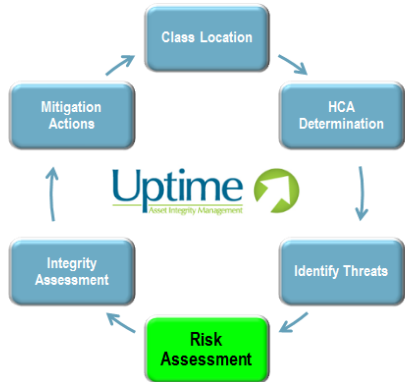 Class Location
HCA
Determination
Identify Threats
Risk
Assessment
Integrity
Assessment
Mitigation
Actions
Uptime
Asset Integrity Management